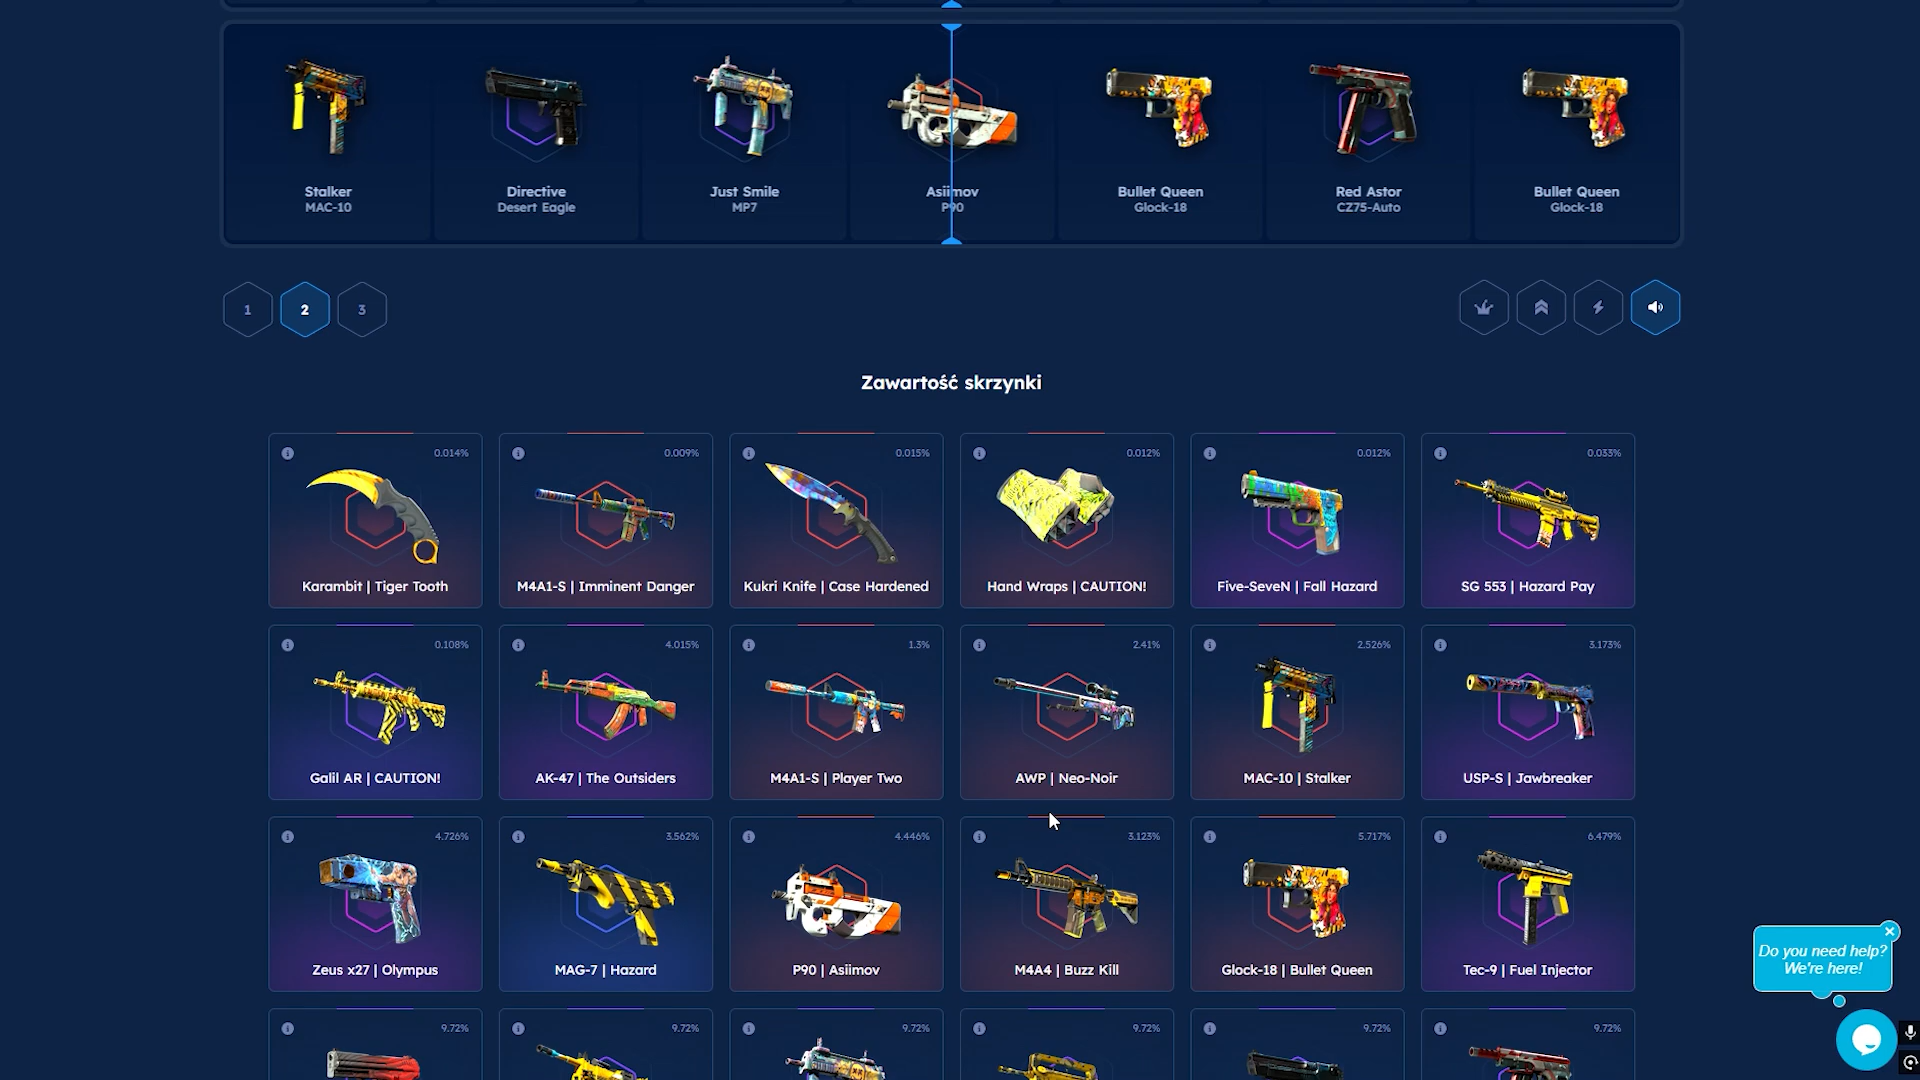 Stalker
MAC-10
Directive
Desert Eagle
Just Smile
MP7
Asiimov
P90
Bullet Queen
Glock-18
Red Astor
CZ75-Auto
Bullet Queen
Glock-18
1
2
3
Zawartość skrzynki
0.014%
Karambit | Tiger Tooth
0.009%
M4A1-S | Imminent Danger
0.015%
Kukri Knife | Case Hardened
0.012%
Hand Wraps | CAUTION!
0.012%
Five-SeveN | Fall Hazard
0.033%
SG 553 | Hazard Pay
0.108%
Galil AR | CAUTION!
4.015%
AK-47 | The Outsiders
1.3%
M4A1-S | Player Two
2.41%
AWP | Neo-Noir
2.526%
MAC-10 | Stalker
3.173%
USP-S | Jawbreaker
4.726%
Zeus x27 | Olympus
3.562%
MAG-7 | Hazard
4.446%
P90 | Asiimov
3.123%
M4A4 | Buzz Kill
5.717%
Glock-18 | Bullet Queen
6.479%
Tec-9 | Fuel Injector
9.72%
9.72%
9.72%
9.72%
9.72%
9.72%
Do you need help?
We're here!